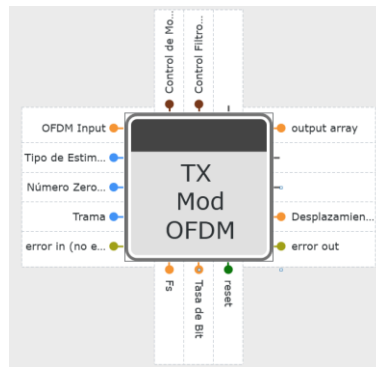 Control de Mo...
Control Filtro...
OFDM Input
output array
Tipo de Estim...
Número Zero...
Trama
Desplazamien...
error in (no e...
error out
TX
Mod
OFDM
Fs
Tasa de Bit
reset